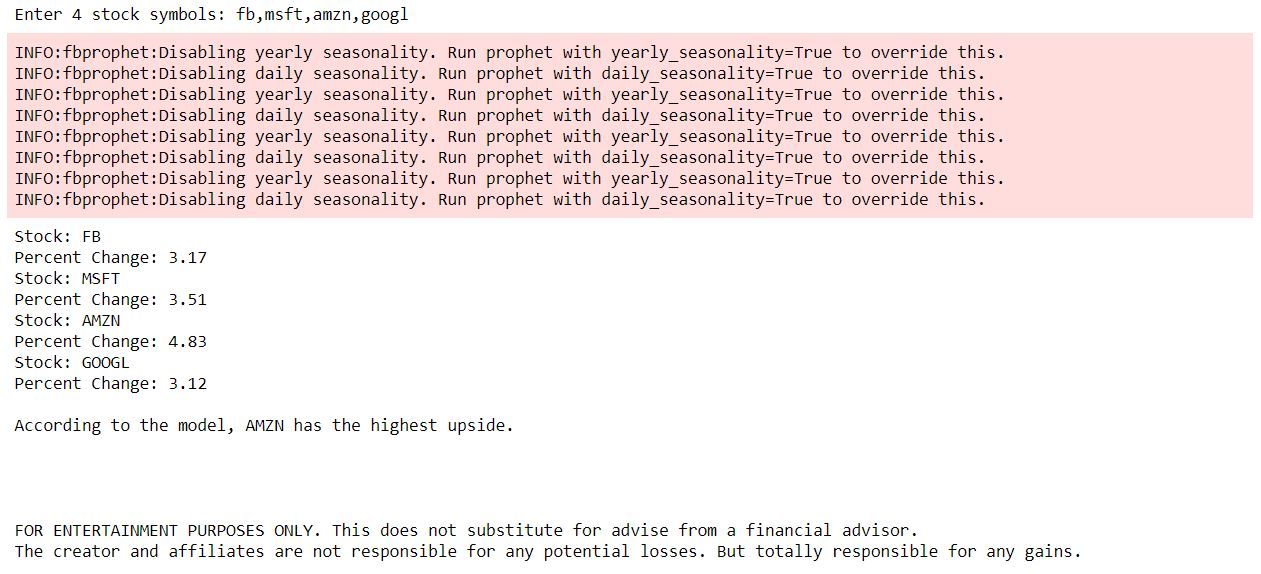 Enter 4 stock symbols: fb,msft,amzn,googl
INFO:fbprophet:Disabling yearly seasonality. Run prophet with yearly_seasonality=True to override this.
INFO:fbprophet:Disabling daily seasonality. Run prophet with daily_seasonality=True to override this.
INFO:fbprophet:Disabling yearly seasonality. Run prophet with yearly_seasonality=True to override this.
INFO:fbprophet:Disabling daily seasonality. Run prophet with daily_seasonality=True to override this.
INFO:fbprophet:Disabling yearly seasonality. Run prophet with yearly_seasonality=True to override this.
INFO:fbprophet:Disabling daily seasonality. Run prophet with daily_seasonality=True to override this.
INFO:fbprophet:Disabling yearly seasonality. Run prophet with yearly_seasonality=True to override this.
INFO:fbprophet:Disabling daily seasonality. Run prophet with daily_seasonality=True to override this.
Stock: FB
Percent Change: 3.17
Stock: MSFT
Percent Change: 3.51
Stock: AMZN
Percent Change: 4.83
Stock: GOOGL
Percent Change: 3.12
According to the model, AMZN has the highest upside.
FOR ENTERTAINMENT PURPOSES ONLY. This does not substitute for advise from a financial advisor.
The creator and affiliates are not responsible for any potential losses. But totally responsible for any gains.